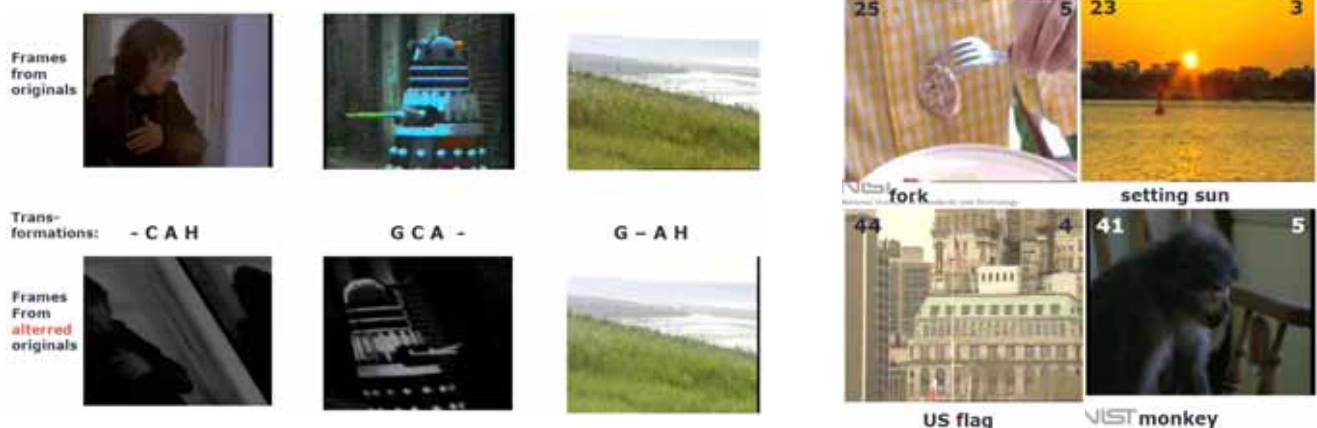 Frames
from
originals
Trans-
formations:
- C A H
G C A -
G – A H
Frames
From
alterred
originals
25 5
23 3
fork
setting sun
44 4
41 5
US flag
NIST monkey